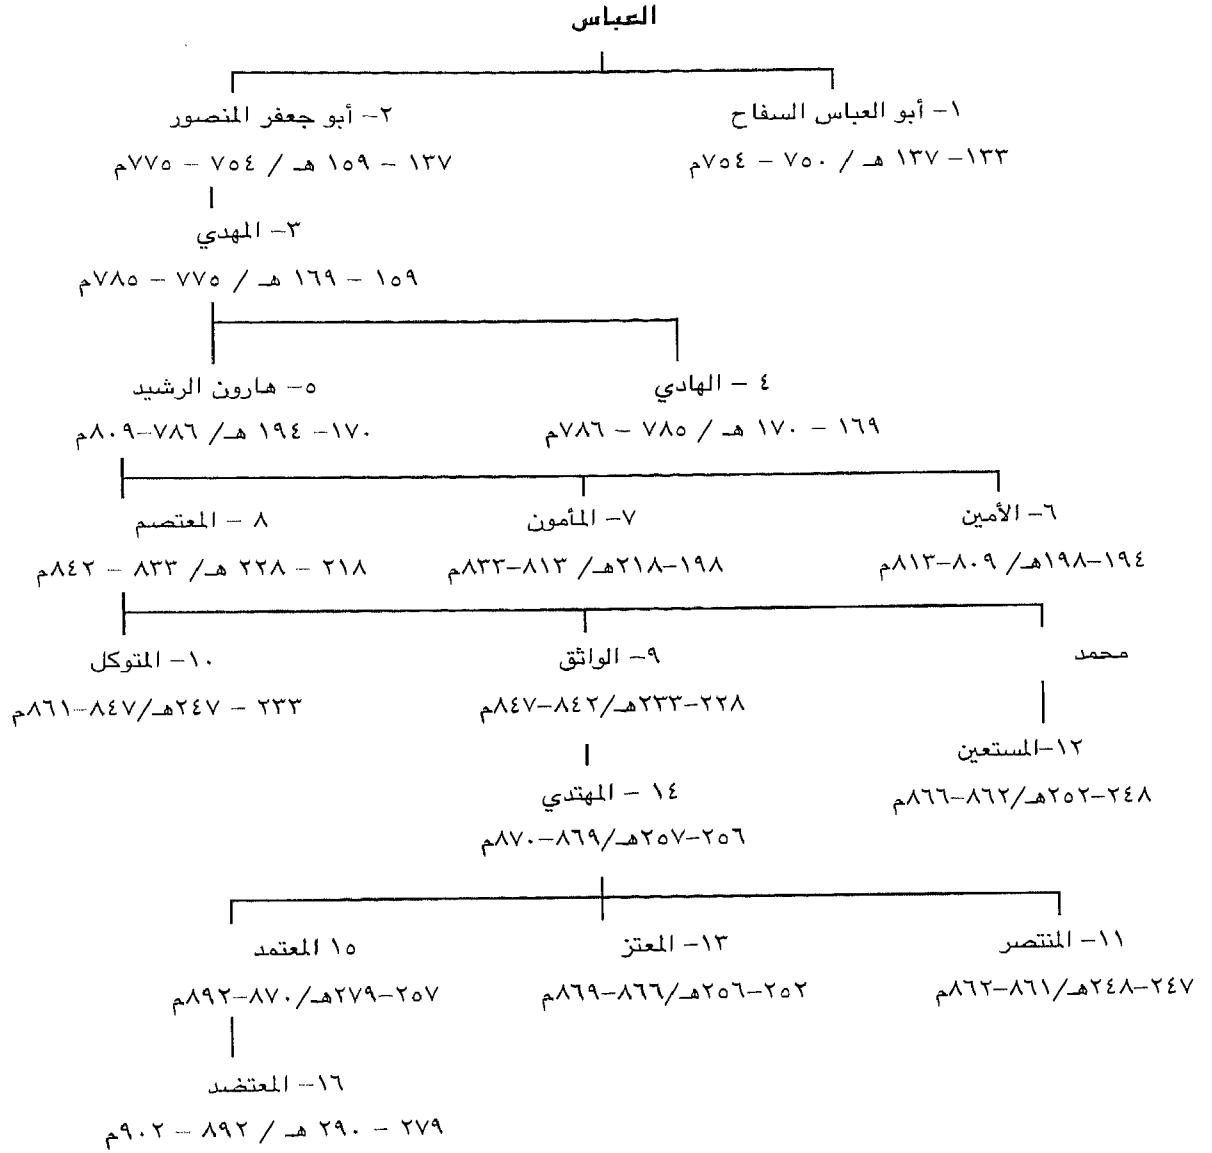 العباس
١- أبو العباس السفاح
١٣٣- ١٣٧ هـ / ٧٥٠ - ٧٥٤م
٢- أبو جعفر المنصور
١٣٧ - ١٥٩ هـ / ٧٥٤ - ٧٧٥م
٣- المهدي
١٥٩ - ١٦٩ هـ / ٧٧٥ - ٧٨٥م
٤ - الهادي
١٦٩ - ١٧٠ هـ / ٧٨٥ - ٧٨٦م
٥- هارون الرشيد
١٧٠- ١٩٤ هـ/ ٧٨٦-٨٠٩م
٦- الأمين
١٩٤-١٩٨هـ/ ٨٠٩-٨١٣م
٧- المأمون
١٩٨-٢١٨هـ/ ٨١٣-٨٣٣م
٨ - المعتصم
٢١٨ - ٢٢٨ هـ/ ٨٣٣ - ٨٤٢م
محمد
٩- الواثق
٢٢٨-٢٣٣هـ/٨٤٢-٨٤٧م
١٠- المتوكل
٢٣٣ - ٢٤٧هـ/٨٤٧-٨٦١م
١٢-المستعين
٢٤٨-٢٥٢هـ/٨٦٢-٨٦٦م
١٤ - المهتدي
٢٥٦-٢٥٧هـ/٨٦٩-٨٧٠م
١١- المنتصر
٢٤٧-٢٤٨هـ/٨٦١-٨٦٢م
١٣- المعتز
٢٥٢-٢٥٦هـ/٨٦٦-٨٦٩م
١٥ المعتمد
٢٥٧-٢٧٩هـ/٨٧٠-٨٩٢م
١٦- المعتضد
٢٧٩ - ٢٩٠ هـ / ٨٩٢ - ٩٠٢م